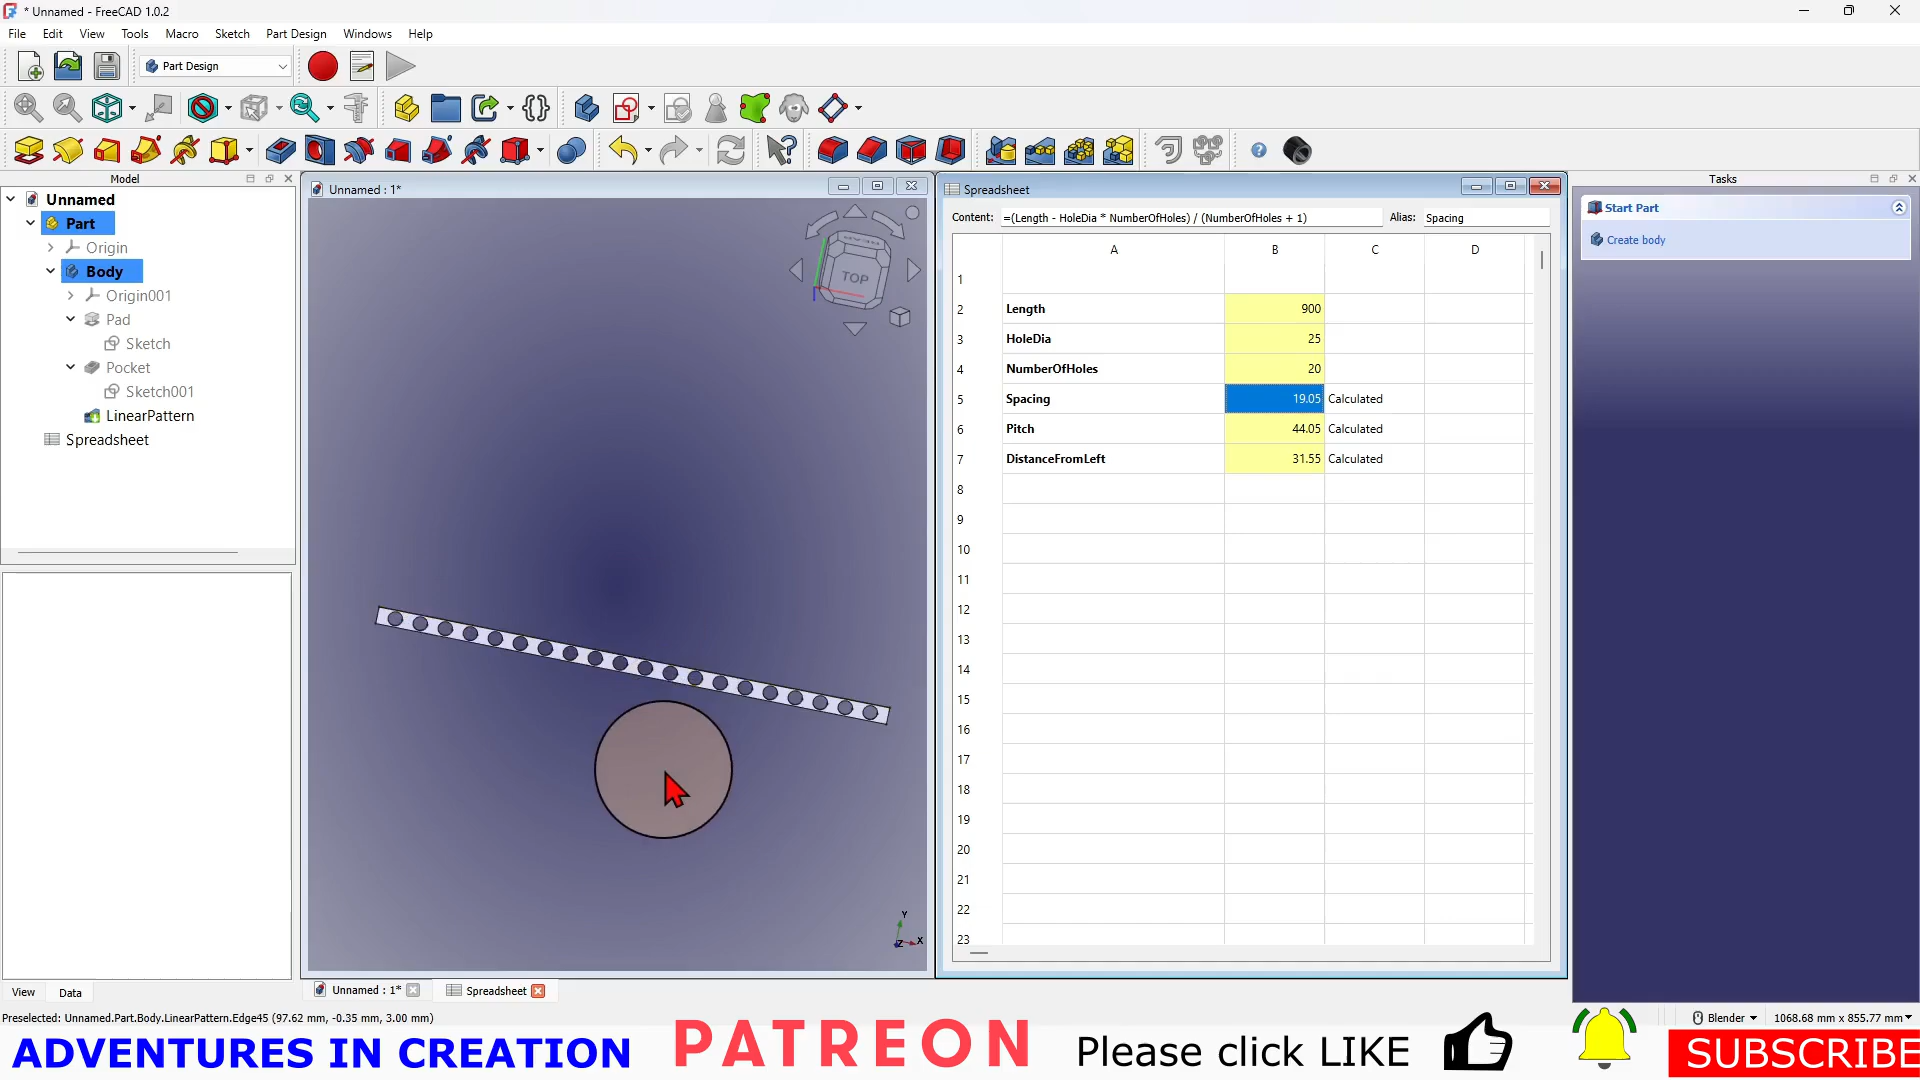 * Unnamed - FreeCAD 1.0.2
File Edit View Tools Macro Sketch Part Design Windows Help
Part Design
Model
Unnamed
Part
Origin
Body
Origin001
Pad
Sketch
Pocket
Sketch001
LinearPattern
Spreadsheet
View Data
Unnamed : 1*
TOP
Y
X
Z
Unnamed : 1*
Spreadsheet
Spreadsheet
Content: =(Length - HoleDia * NumberOfHoles) / (NumberOfHoles + 1) Alias: Spacing
A B C D
1
2 Length 900
3 HoleDia 25
4 NumberOfHoles 20
5 Spacing 19.05 Calculated
6 Pitch 44.05 Calculated
7 DistanceFromLeft 31.55 Calculated
8
9
10
11
12
13
14
15
16
17
18
19
20
21
22
23
Tasks
Start Part
Create body
Preselected: Unnamed.Part.Body.LinearPattern.Edge45 (97.62 mm, -0.35 mm, 3.00 mm)
Blender
1068.68 mm x 855.77 mm
ADVENTURES IN CREATION
PATREON
Please click LIKE
SUBSCRIBE